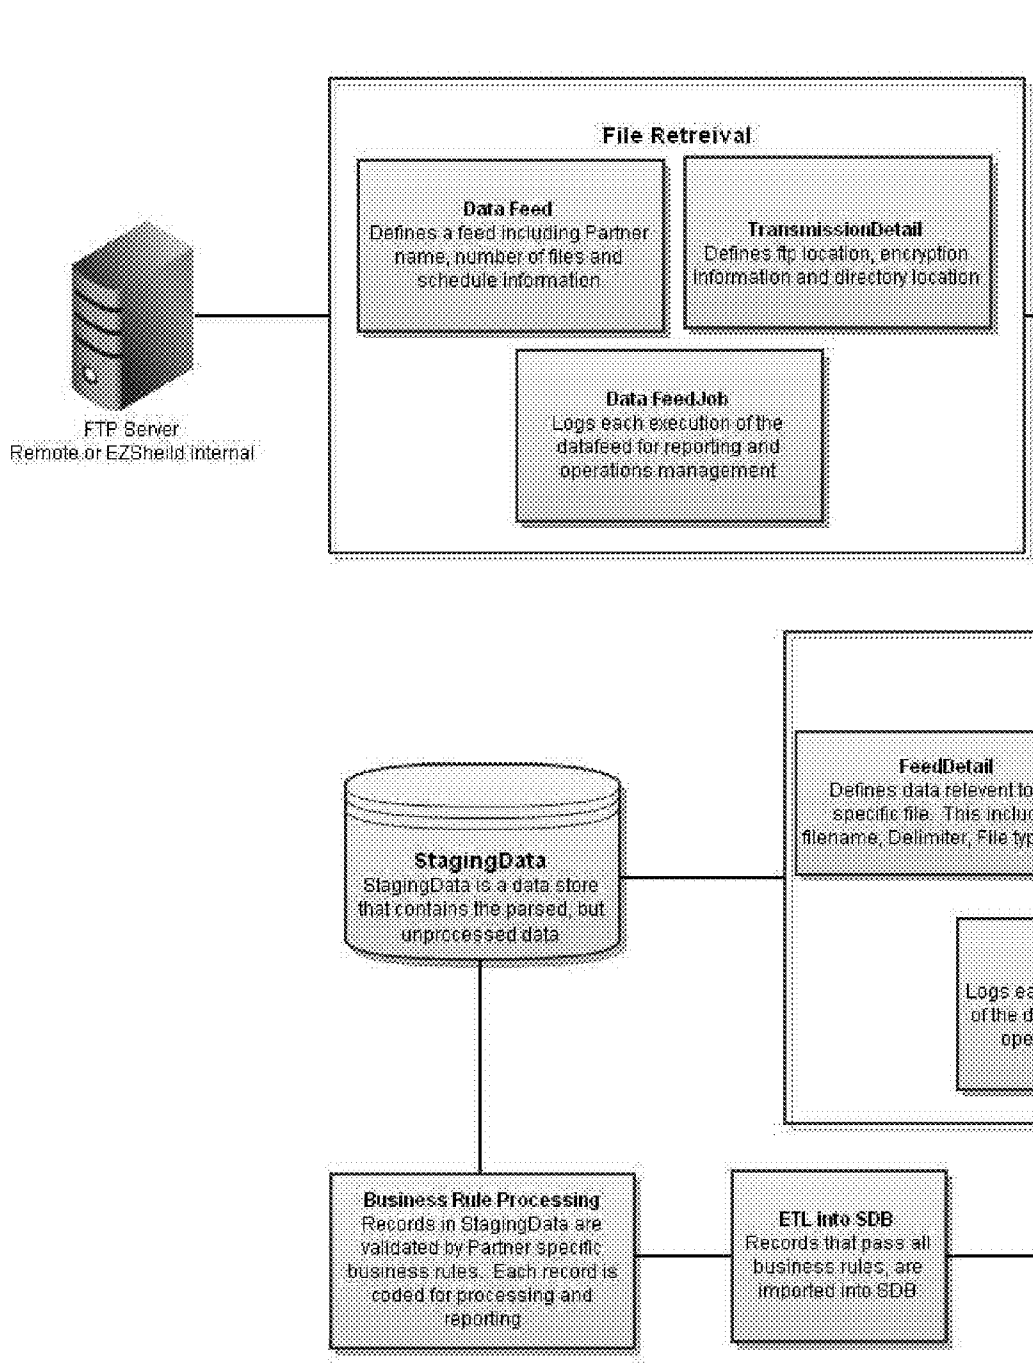 File Retreival
Data Feed
Defines a feed including Partner
name, number of files and
schedule information
TransmissionDetail
Defines ftp location, encryption
information and directory location
Data FeedJob
Logs each execution of the
datafeed for reporting and
operations management
FTP Server
Remote or EZSheild internal
FeedDetail
Defines data relevent to
specific file. This
filename, Delimiter, File
StagingData
StagingData is a data store
that contains the parsed, but
unprocessed data
Logs
of the
Business Rule Processing
Records in StagingData are
validated by Partner specific
business rules. Each record is
coded for processing and
reporting
ETL into SDB
Records that pass all
business rules, are
imported into SDB